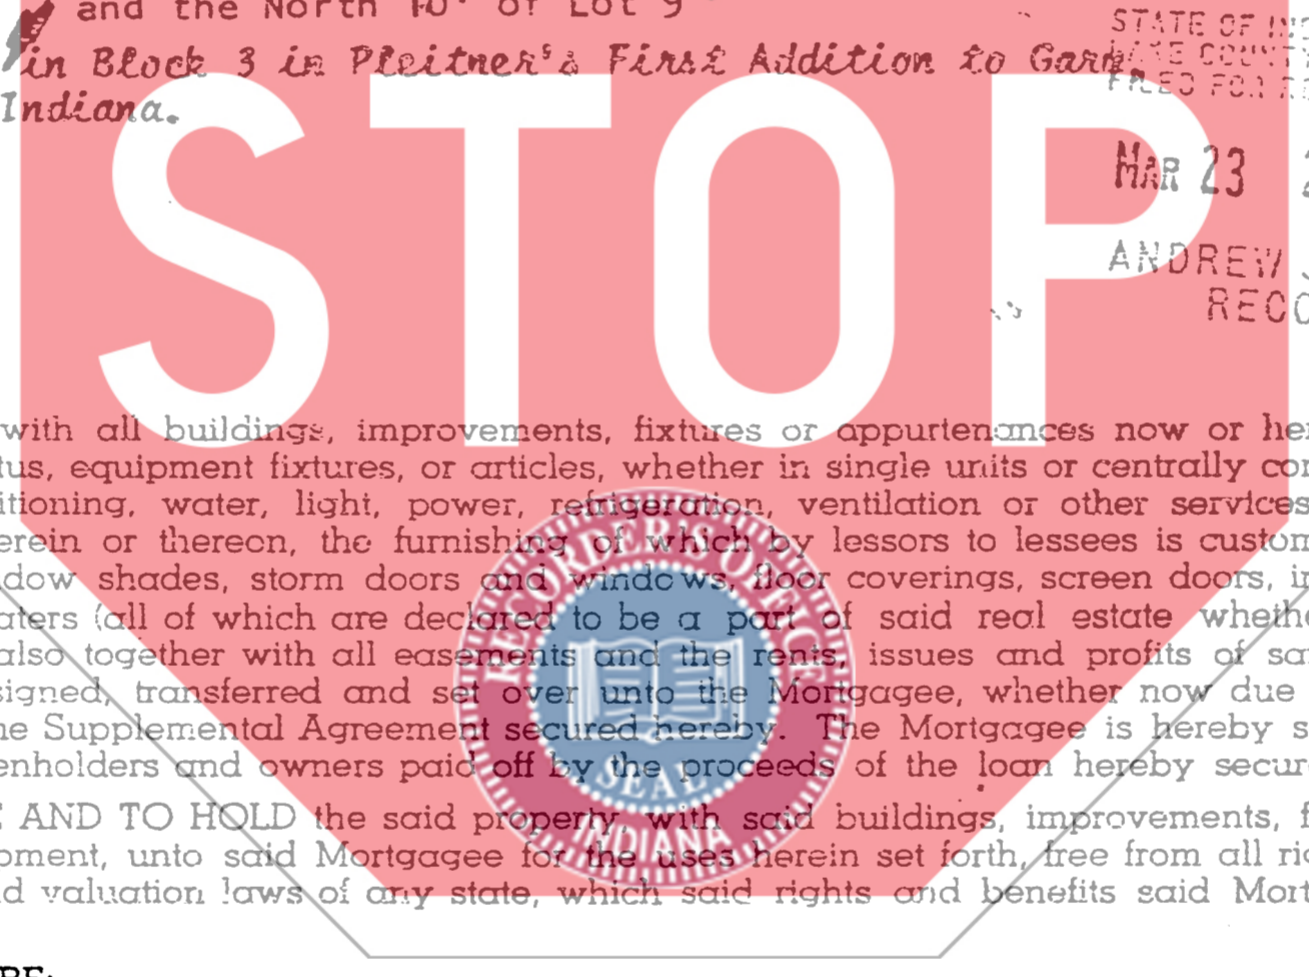 and the North 10' of Lot 9
in Block 3 in Pleitner's First Addition to Gary
Indiana.
STATE OF IN
FILED FOR R
MAR 23
ANDREW
RECO
STOP
with all buildings, improvements, fixtures or appurtenances now or her
tus, equipment fixtures, or articles, whether in single units or centrally con
itioning, water, light, power, refrigeration, ventilation or other services
erein or thereon, the furnishing of which by lessors to lessees is custom
dow shades, storm doors and windows, floor coverings, screen doors, in
aters (all of which are declared to be a part of said real estate whethe
also together with all easements and the rents, issues and profits of sa
signed, transferred and set over unto the Mortgagee, whether now due
he Supplemental Agreement secured hereby. The Mortgagee is hereby s
enholders and owners paid off by the proceeds of the loan hereby secur
E AND TO HOLD the said property, with said buildings, improvements, f
pment, unto said Mortgagee for the uses herein set forth, free from all rig
d valuation laws of any state, which said rights and benefits said Mort
RECORDER'S OFFICE
SEAL
INDIANA
RE: